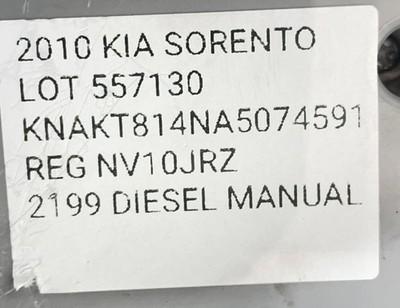 2010 KIA SORENTO
LOT 557130
KNAKT814NA5074591
REG NV10JRZ
2199 DIESEL MANUAL